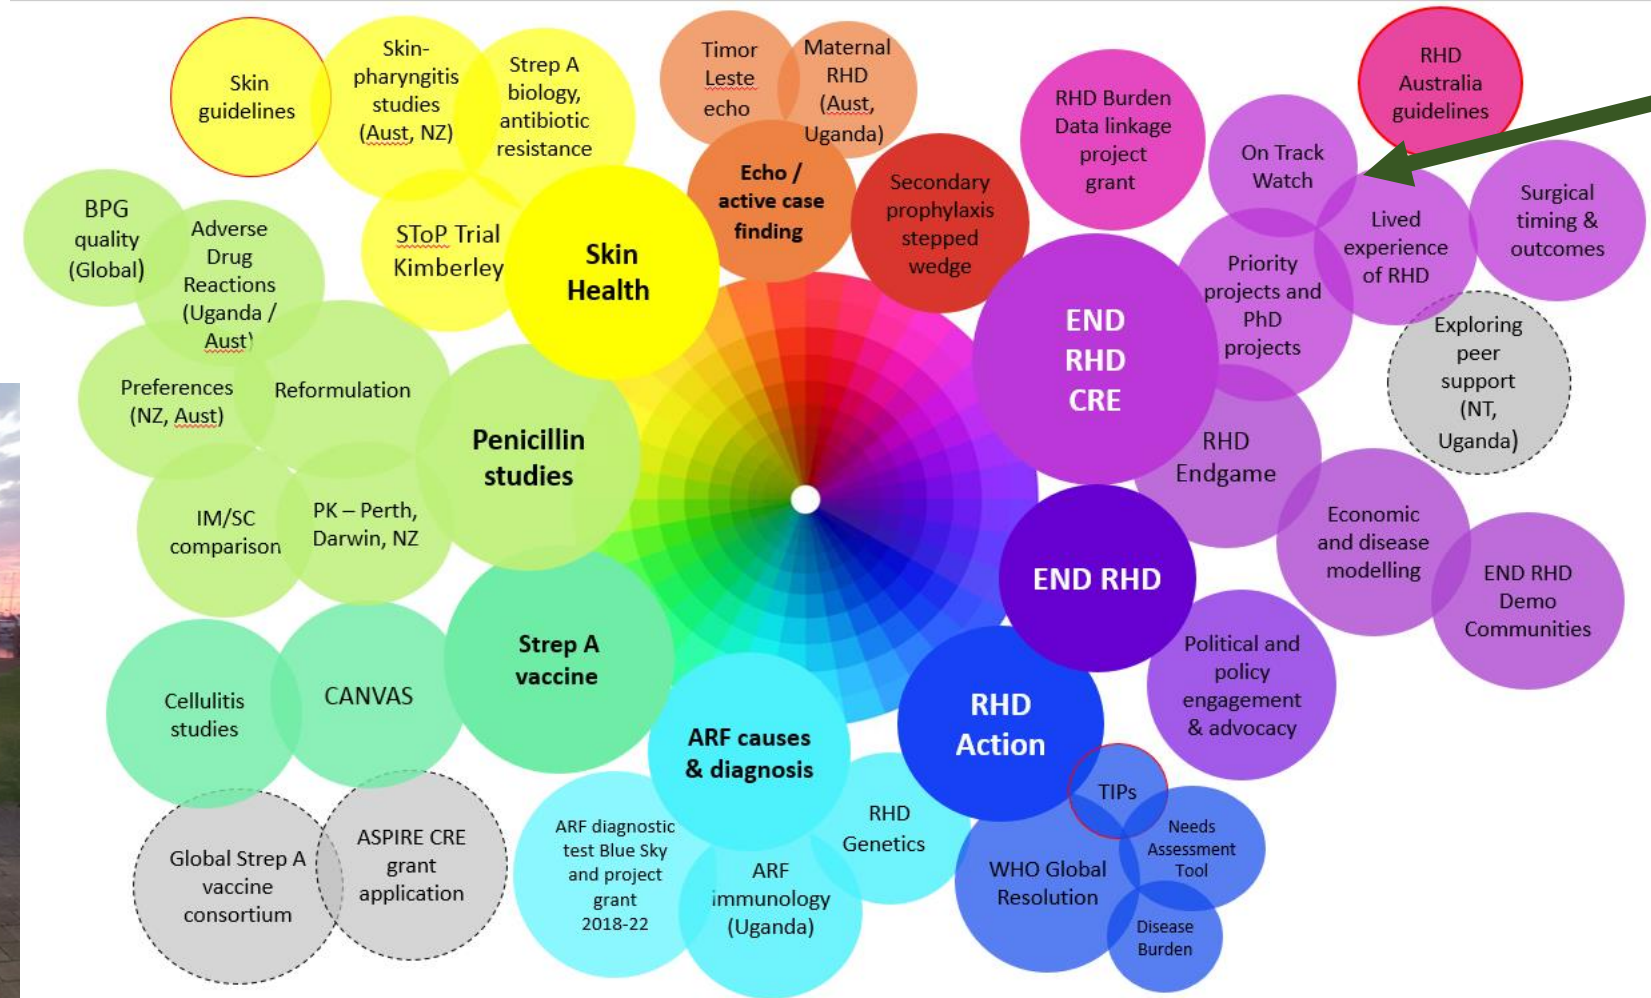 Skin
guidelines
Skin-
pharyngitis
studies
(Aust, NZ)
Strep A
biology,
antibiotic
resistance
SToP Trial
Kimberley
Skin
Health
Timor
Leste
echo
Maternal
RHD
(Aust,
Uganda)
Echo /
active case
finding
Secondary
prophylaxis
stepped
wedge
RHD Burden
Data linkage
project
grant
RHD
Australia
guidelines
On Track
Watch
Lived
experience
of RHD
Surgical
timing &
outcomes
Priority
projects and
PhD
projects
Exploring
peer
support
(NT,
Uganda)
END
RHD
CRE
RHD
Endgame
Economic
and disease
modelling
END RHD
Demo
Communities
END RHD
Political and
policy
engagement
& advocacy
RHD
Action
TIPs
Needs
Assessment
Tool
WHO Global
Resolution
Disease
Burden
BPG
quality
(Global)
Adverse
Drug
Reactions
(Uganda /
Aust)
Preferences
(NZ, Aust)
Reformulation
Penicillin
studies
IM/SC
comparison
PK – Perth,
Darwin, NZ
Strep A
vaccine
Cellulitis
studies
CANVAS
Global Strep A
vaccine
consortium
ASPIRE CRE
grant
application
ARF causes
& diagnosis
ARF diagnostic
test Blue Sky
and project
grant
2018-22
ARF
immunology
(Uganda)
RHD
Genetics